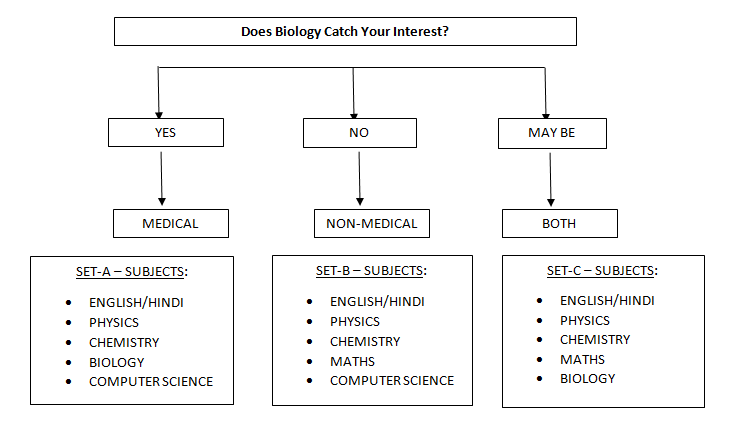 Does Biology Catch Your Interest?
YES
NO
MAY BE
MEDICAL
NON-MEDICAL
BOTH
SET-A – SUBJECTS:
• ENGLISH/HINDI
• PHYSICS
• CHEMISTRY
• BIOLOGY
• COMPUTER SCIENCE
SET-B – SUBJECTS:
• ENGLISH/HINDI
• PHYSICS
• CHEMISTRY
• MATHS
• COMPUTER SCIENCE
SET-C – SUBJECTS:
• ENGLISH/HINDI
• PHYSICS
• CHEMISTRY
• MATHS
• BIOLOGY